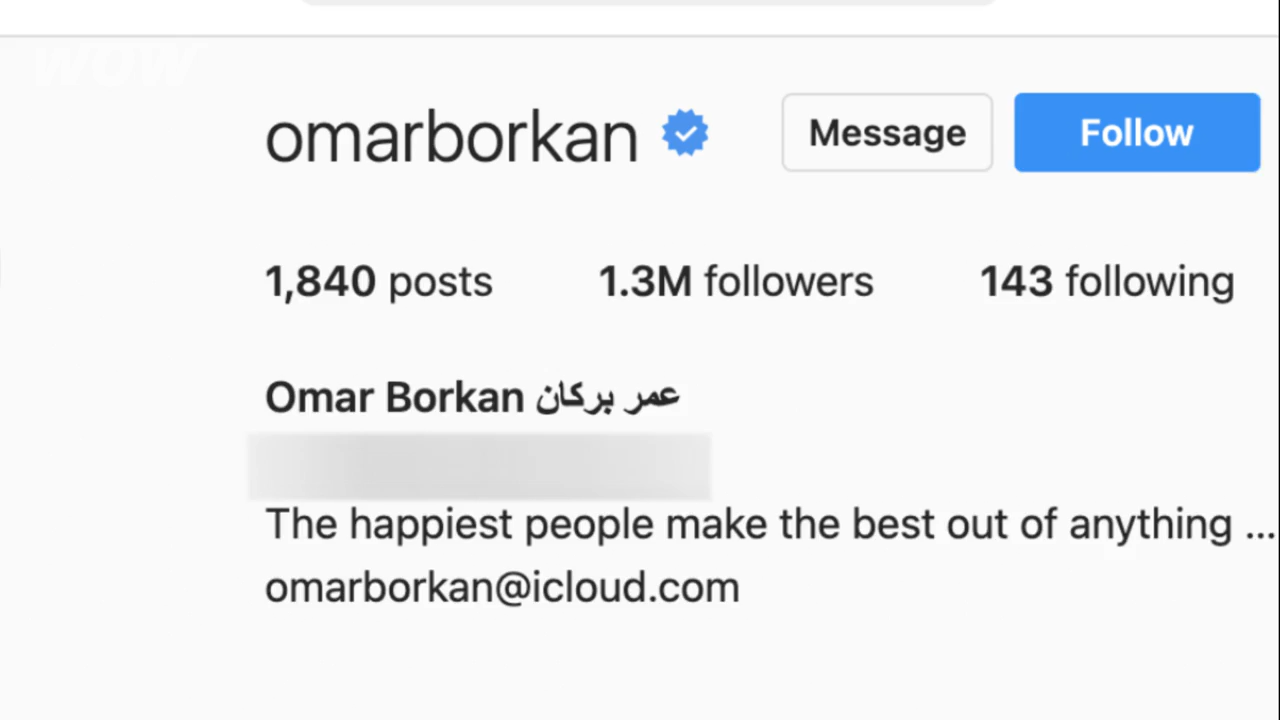 wow
omarborkan
Message
Follow
1,840 posts
1.3M followers
143 following
Omar Borkan عمر بركان
The happiest people make the best out of anything ...
omarborkan@icloud.com